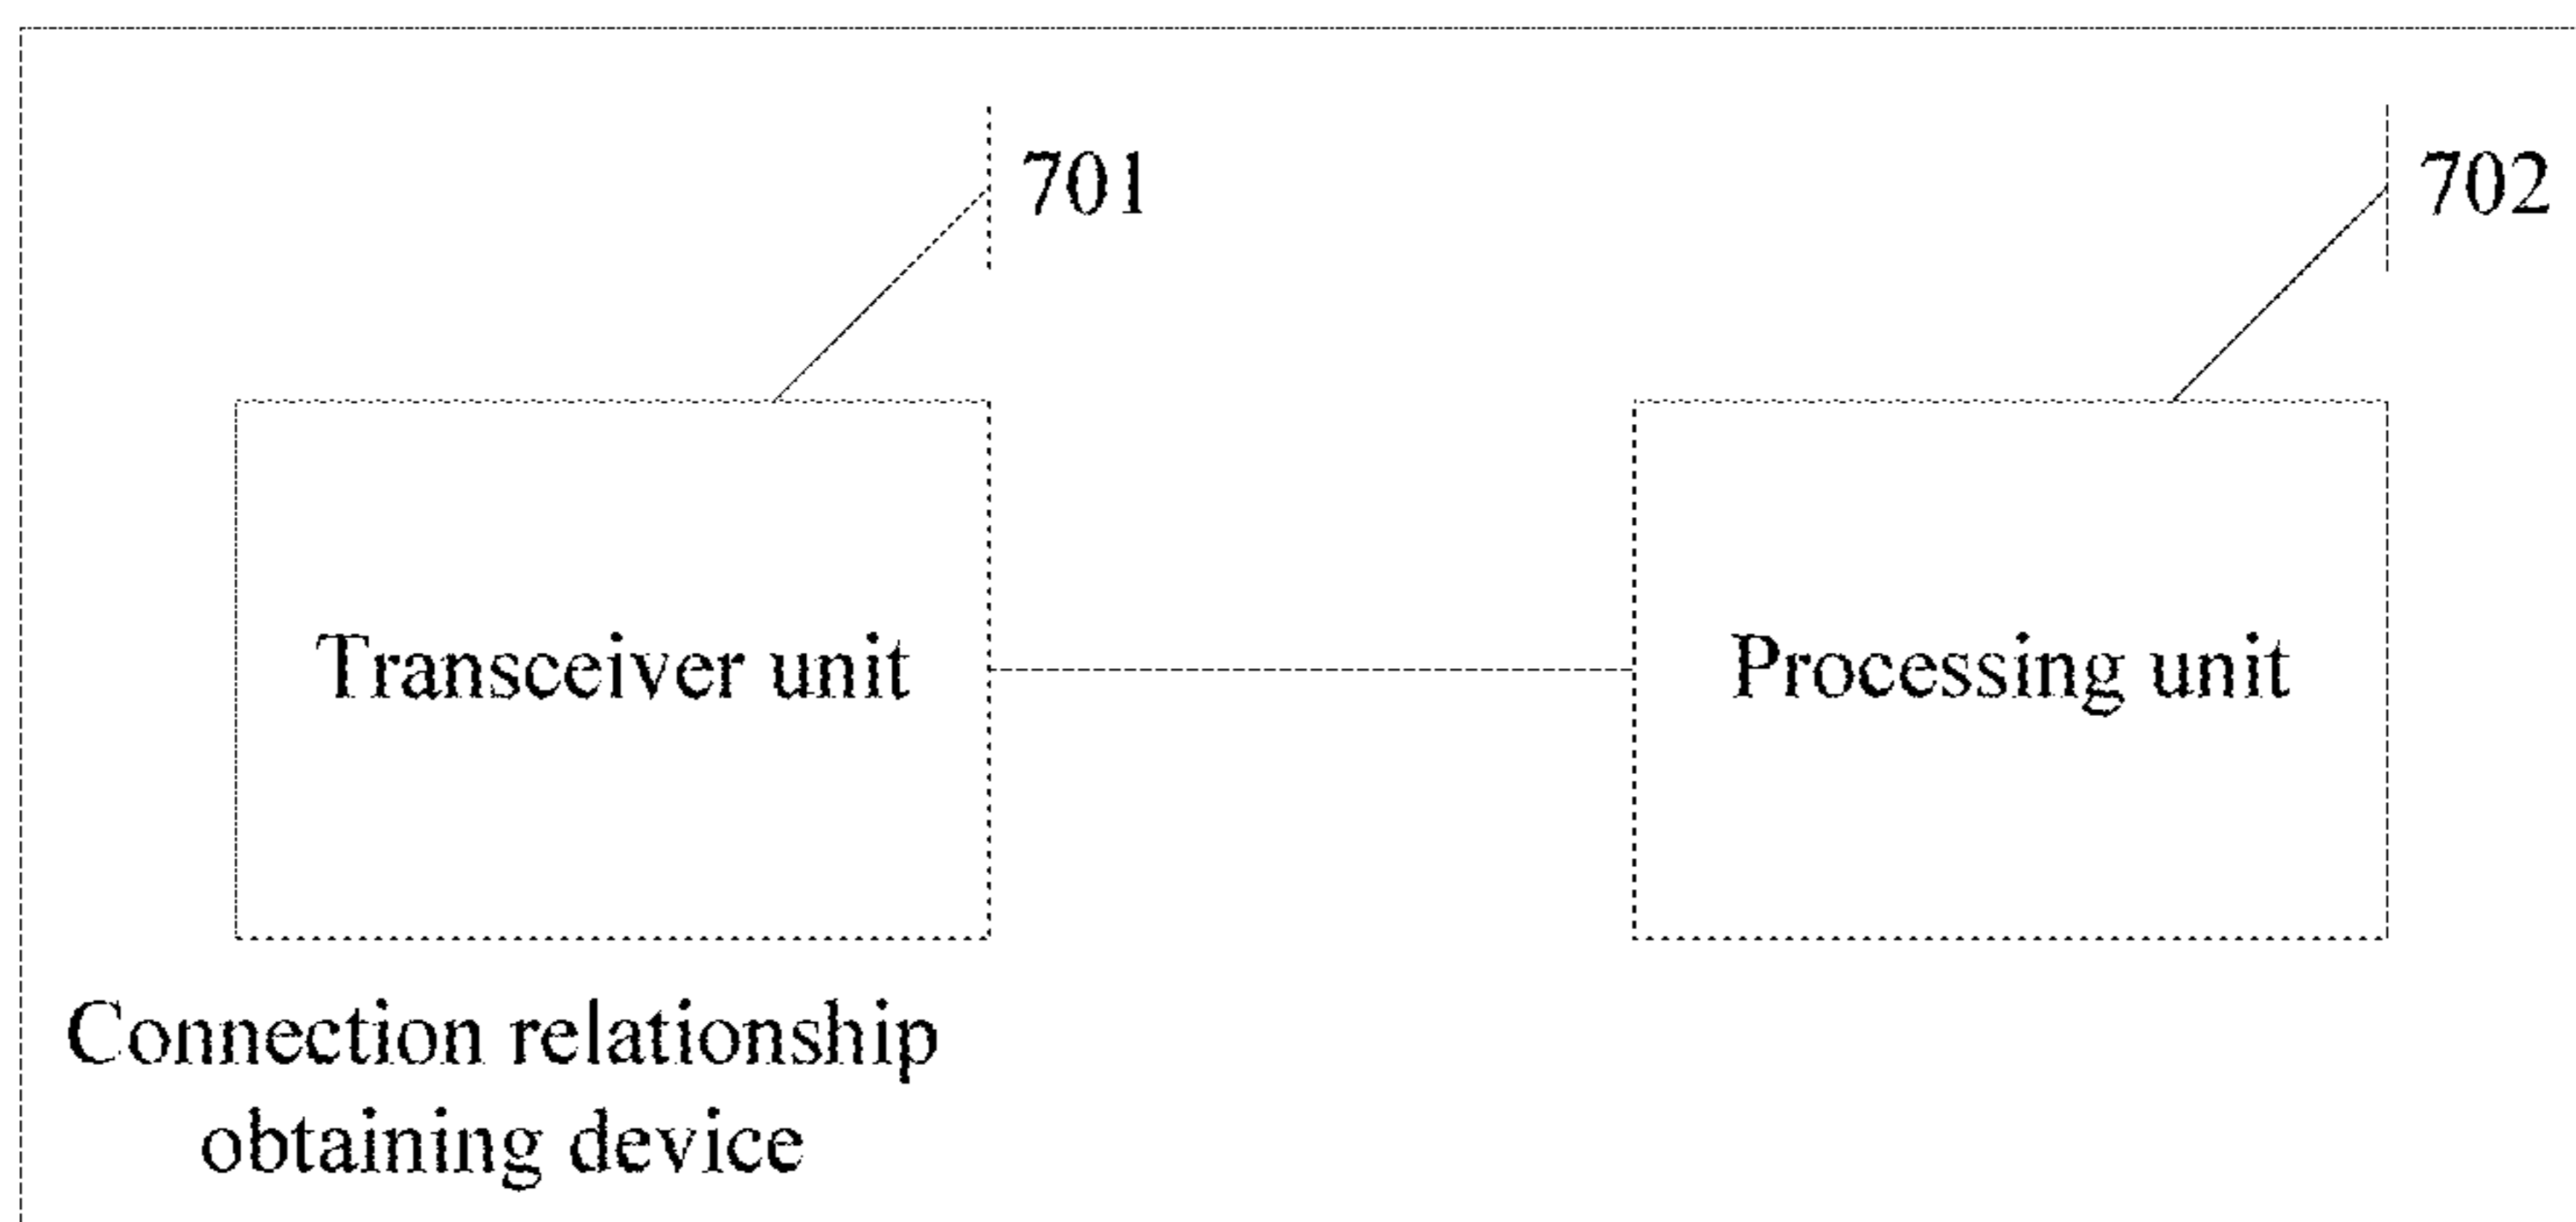 701
702
Transceiver unit
Processing unit
Connection relationship
obtaining device